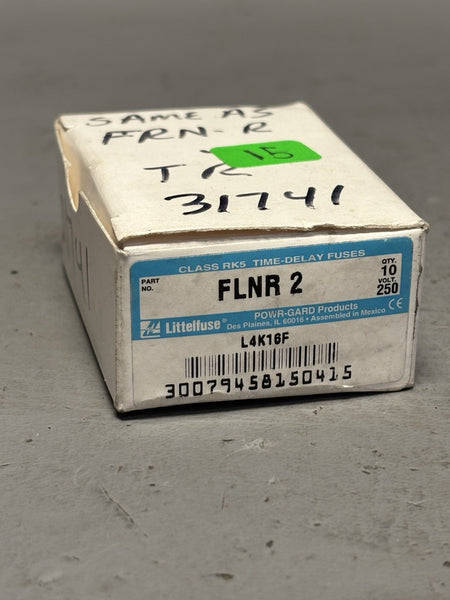 SAME AS
FRN-R
15
TR
31741
CLASS RK5 TIME-DELAY FUSES
PART NO.
FLNR 2
QTY.
10
VOLT.
250
Littelfuse®
POWR-GARD Products
Des Plaines, IL 60016 • Assembled in Mexico
CE
L4K16F
30079458150415